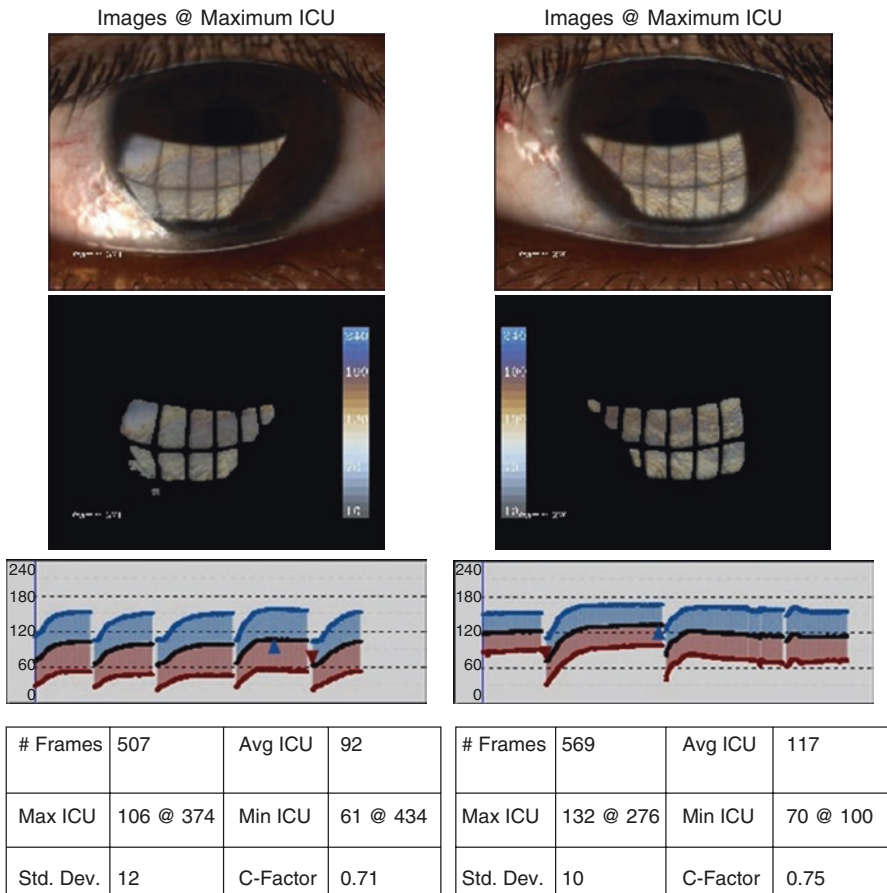 Images @ Maximum ICU
Images @ Maximum ICU
240
240
180
120
60
0
240
180
120
60
0
# Frames 507 Avg ICU 92
Max ICU 106 @ 374 Min ICU 61 @ 434
Std. Dev. 12 C-Factor 0.71
# Frames 569 Avg ICU 117
Max ICU 132 @ 276 Min ICU 70 @ 100
Std. Dev. 10 C-Factor 0.75